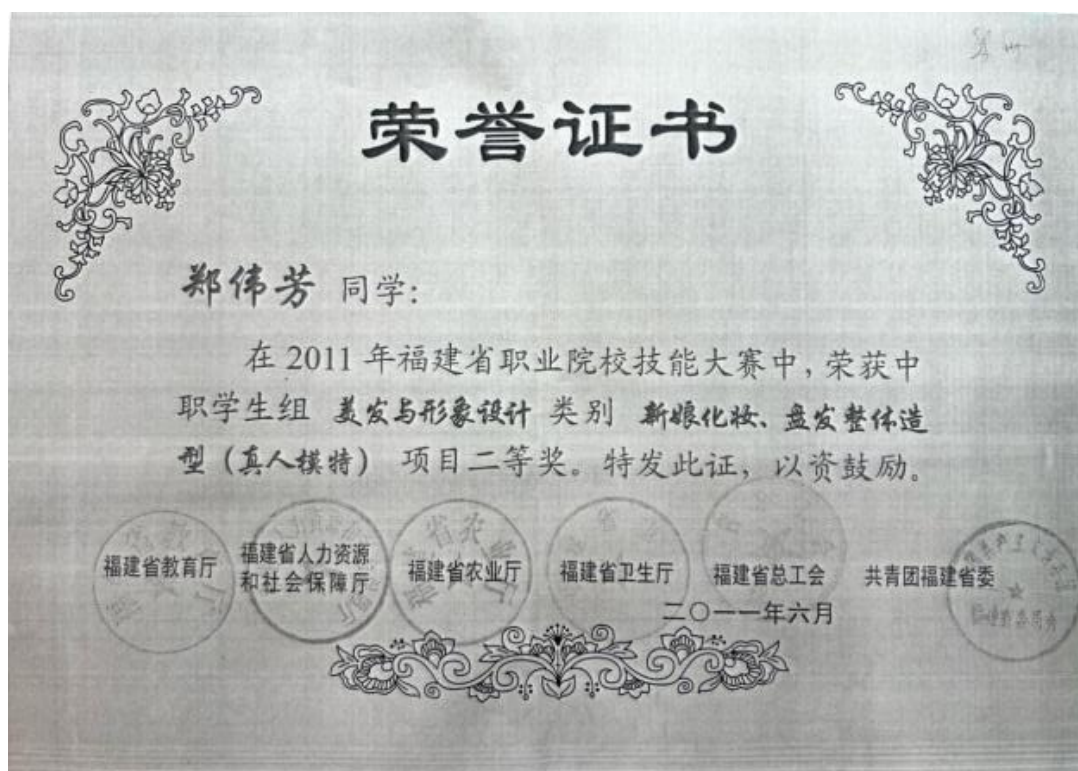 荣誉证书
郑伟芳 同学：
在 2011 年福建省职业院校技能大赛中，荣获中
职学生组 美发与形象设计 类别 新娘化妆、盘发整体造
型（真人模特） 项目二等奖。特发此证，以资鼓励。
福建省教育厅 福建省人力资源和社会保障厅 福建省农业厅 福建省卫生厅 福建省总工会 共青团福建省委
二〇一一年六月